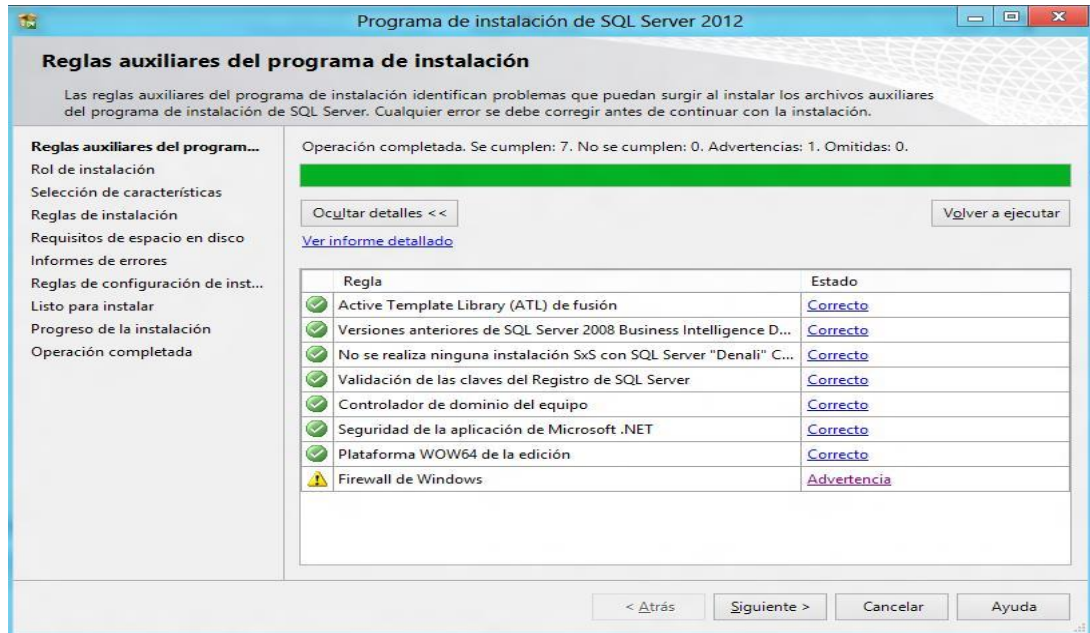 Programa de instalación de SQL Server 2012
Reglas auxiliares del programa de instalación
Las reglas auxiliares del programa de instalación identifican problemas que puedan surgir al instalar los archivos auxiliares
del programa de instalación de SQL Server. Cualquier error se debe corregir antes de continuar con la instalación.
Reglas auxiliares del program...
Rol de instalación
Selección de características
Reglas de instalación
Requisitos de espacio en disco
Informes de errores
Reglas de configuración de inst...
Listo para instalar
Progreso de la instalación
Operación completada
Operación completada. Se cumplen: 7. No se cumplen: 0. Advertencias: 1. Omitidas: 0.
Ocultar detalles <<
Volver a ejecutar
Ver informe detallado
Regla Estado
Active Template Library (ATL) de fusión Correcto
Versiones anteriores de SQL Server 2008 Business Intelligence D... Correcto
No se realiza ninguna instalación SxS con SQL Server "Denali" C... Correcto
Validación de las claves del Registro de SQL Server Correcto
Controlador de dominio del equipo Correcto
Seguridad de la aplicación de Microsoft .NET Correcto
Plataforma WOW64 de la edición Correcto
Firewall de Windows Advertencia
< Atrás Siguiente > Cancelar Ayuda